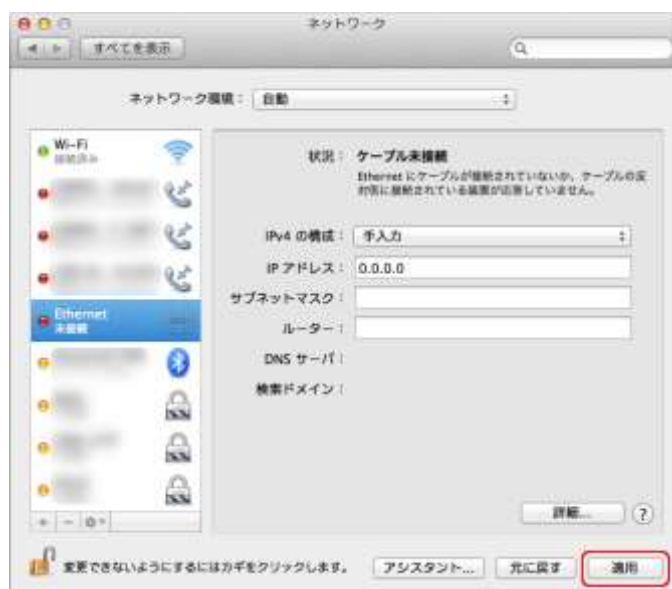 ネットワーク
すべてを表示
ネットワーク環境： 自動
Wi-Fi
接続済み
状況： ケーブル未接続
Ethernet にケーブルが接続されていないか、ケーブルの反
対側に接続されている装置が応答していません。
IPv4 の構成： 手入力
IP アドレス： 0.0.0.0
サブネットマスク：
Ethernet
未接続
ルーター：
DNS サーバ：
検索ドメイン：
詳細... ?
変更できないようにするにはカギをクリックします。
アシスタント... 元に戻す 適用